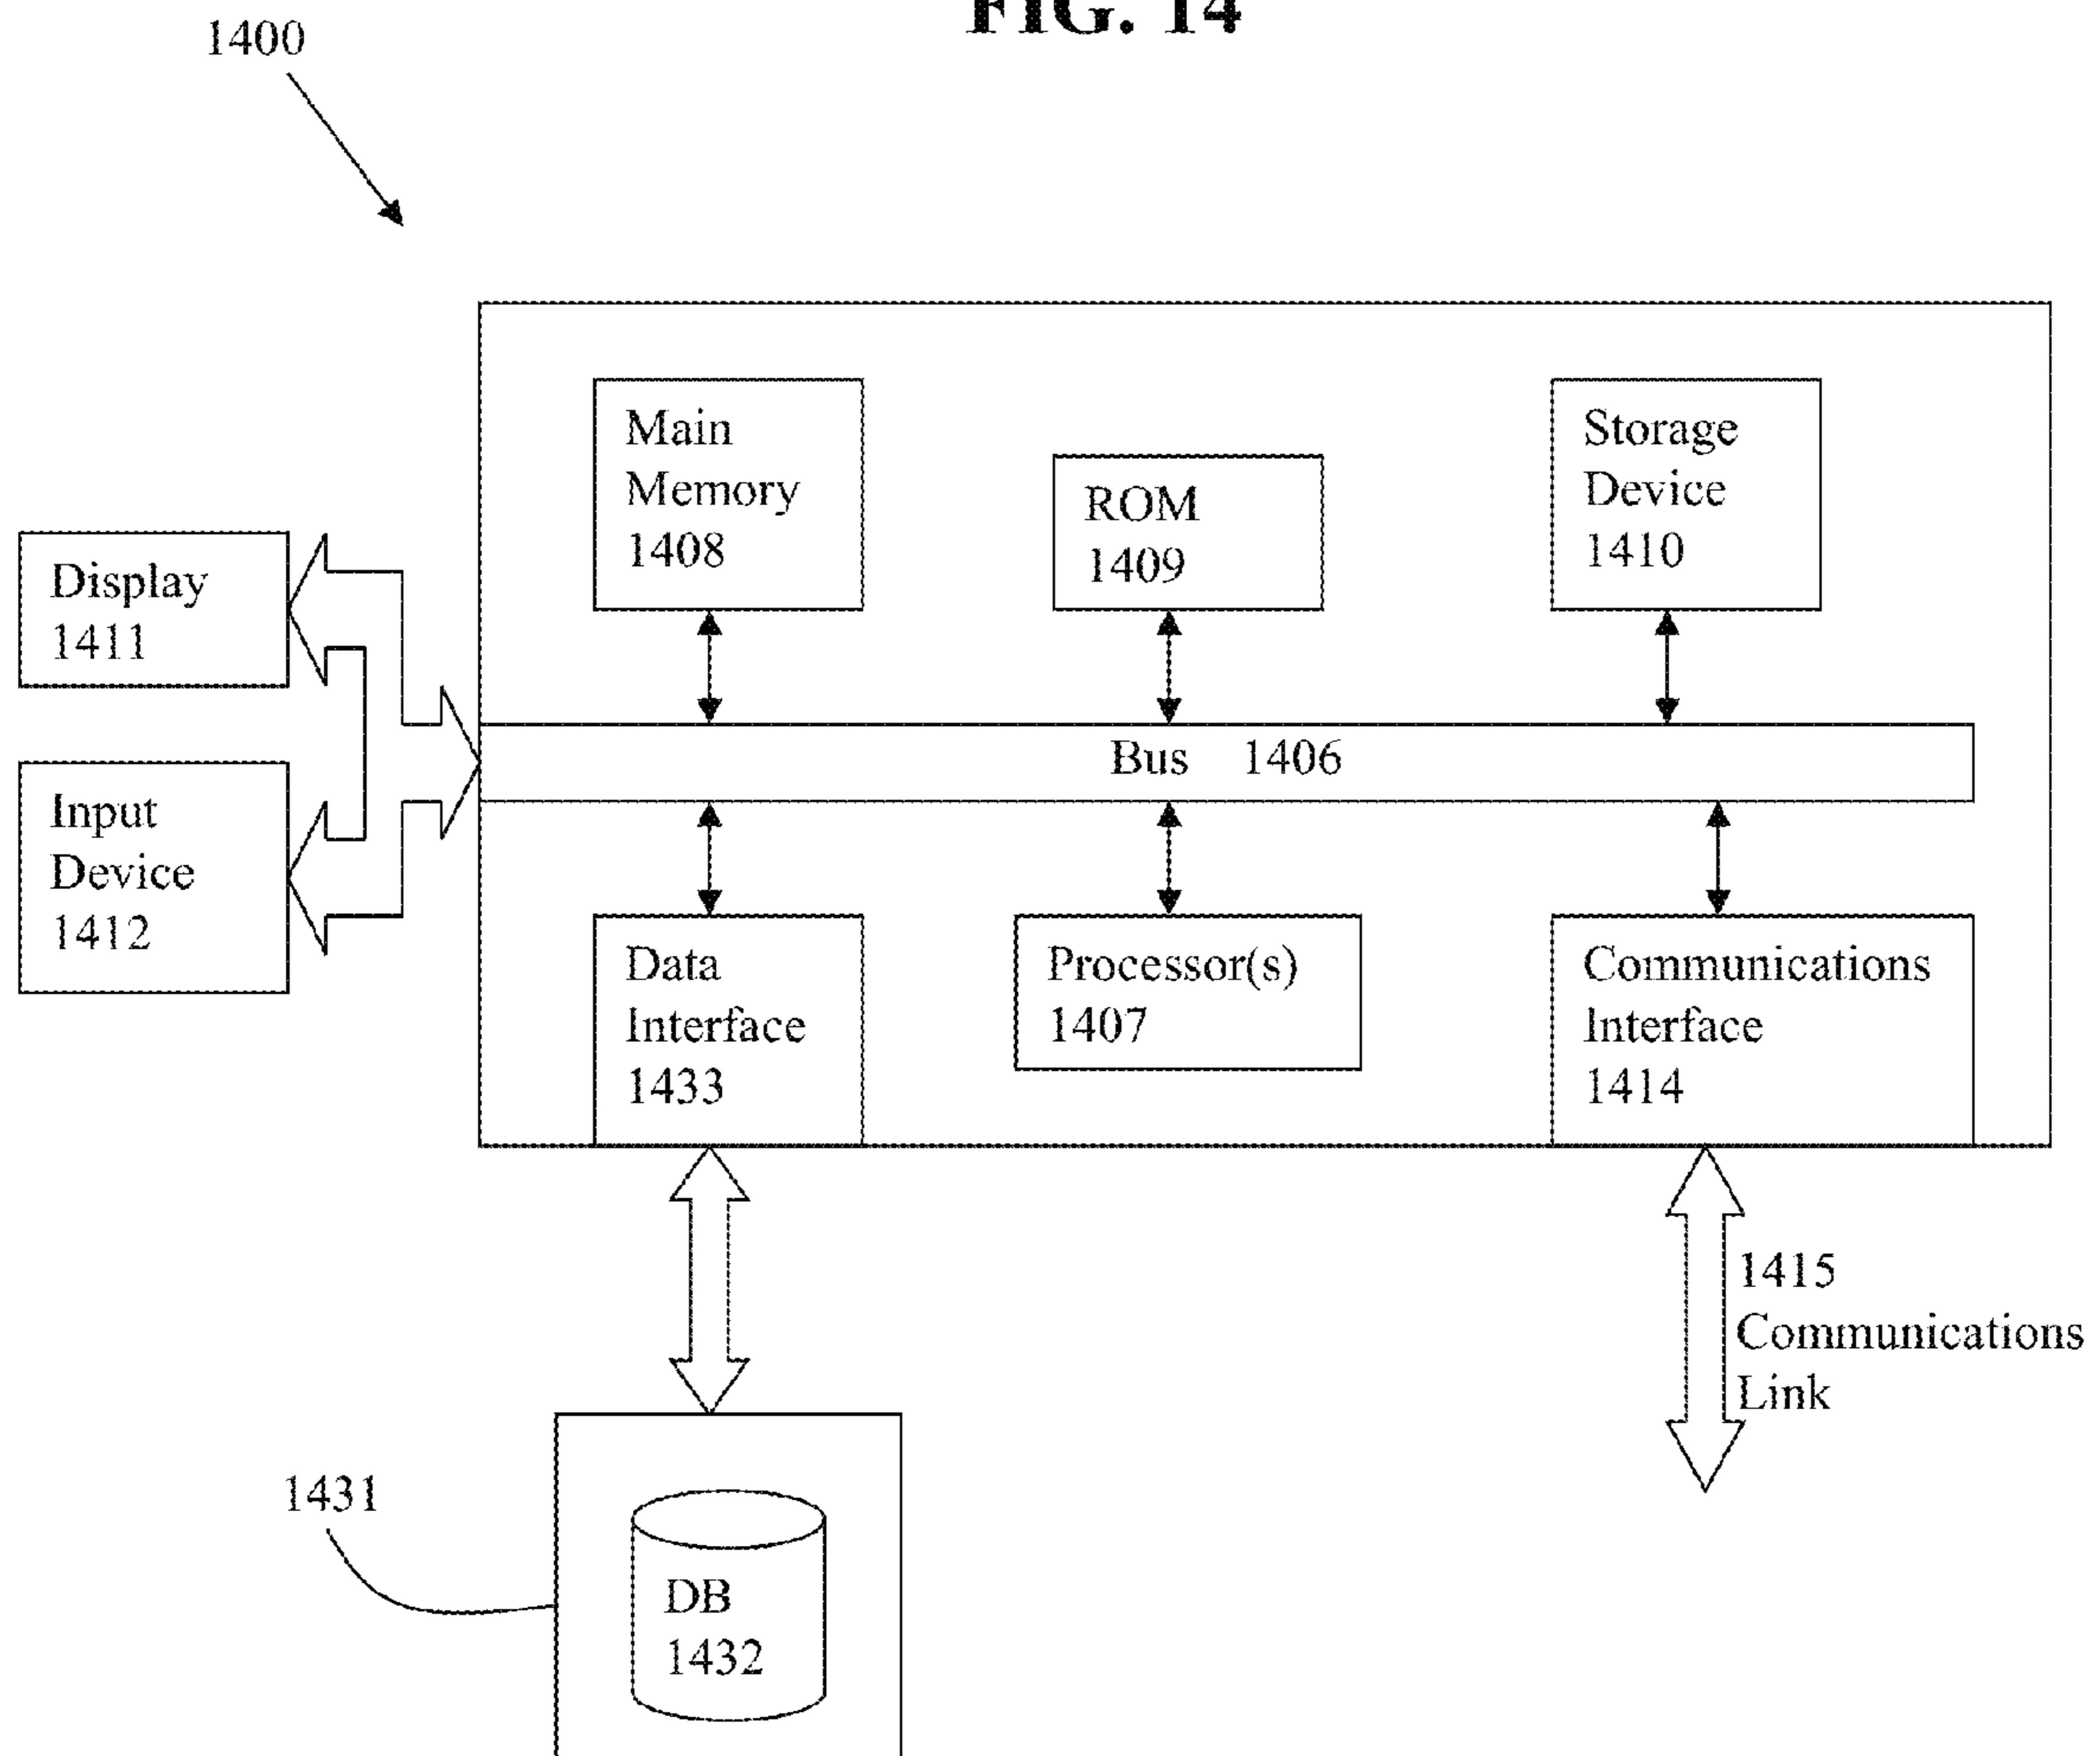 FIG. 14
1400
Main
Memory
1408
ROM
1409
Storage
Device
1410
Display
1411
Bus 1406
Input
Device
1412
Data
Interface
1433
Processor(s)
1407
Communications
Interface
1414
1415
Communications
Link
1431
DB
1432